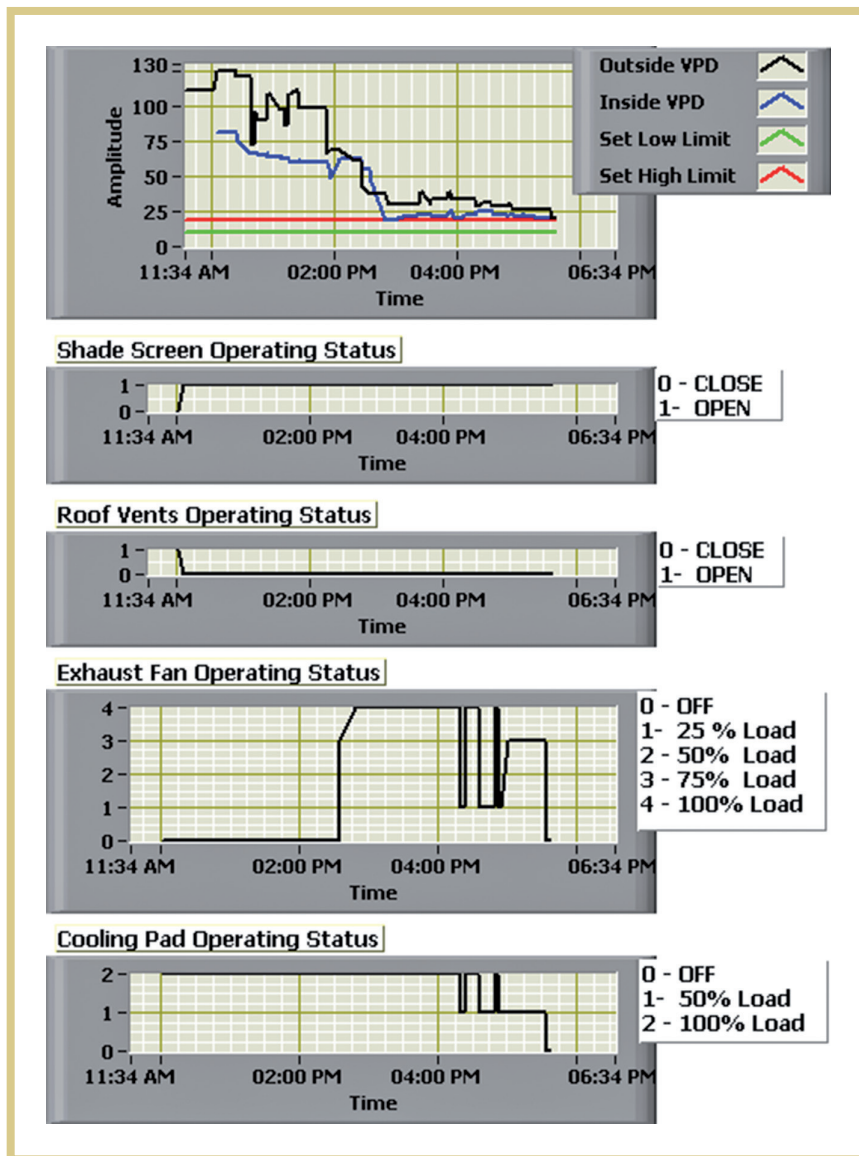 130
100
75
50
25
0
Amplitude
11:34 AM 02:00 PM 04:00 PM 06:34 PM
Time
Outside VPD
Inside VPD
Set Low Limit
Set High Limit
Shade Screen Operating Status
1
0
11:34 AM 02:00 PM 04:00 PM 06:34 PM
Time
0 - CLOSE
1- OPEN
Roof Vents Operating Status
1
0
11:34 AM 02:00 PM 04:00 PM 06:34 PM
Time
0 - CLOSE
1- OPEN
Exhaust Fan Operating Status
4
3
2
1
0
11:34 AM 02:00 PM 04:00 PM 06:34 PM
Time
0 - OFF
1- 25 % Load
2 - 50% Load
3 - 75% Load
4 - 100% Load
Cooling Pad Operating Status
2
1
0
11:34 AM 02:00 PM 04:00 PM 06:34 PM
Time
0 - OFF
1- 50% Load
2 - 100% Load